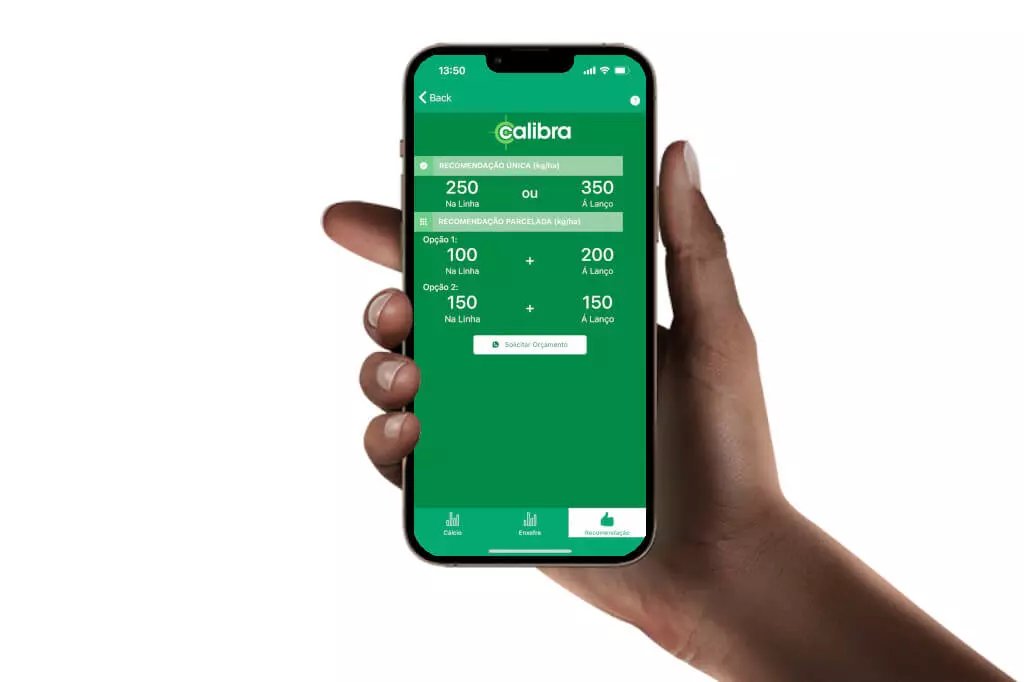 13:50
Back
calibra
RECOMENDAÇÃO ÚNICA (kg/ha)
250 ou 350
Na Linha Á Lanço
RECOMENDAÇÃO PARCELADA (kg/ha)
Opção 1:
100 + 200
Na Linha Á Lanço
Opção 2:
150 + 150
Na Linha Á Lanço
Solicitar Orçamento
Cálcio Enxofre Recomendação